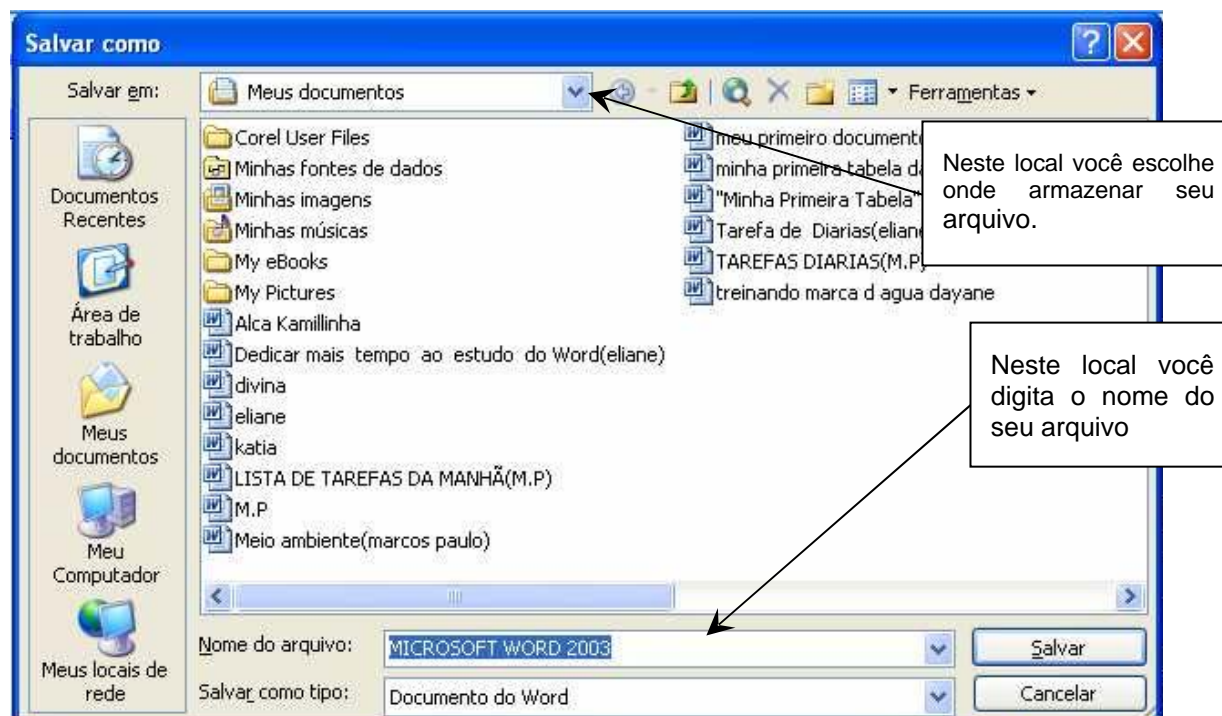 Salvar como
Salvar em:
Meus documentos
Ferramentas
Documentos
Recentes
Área de
trabalho
Meus
documentos
Meu
Computador
Meus locais de
rede
Corel User Files
Minhas fontes de dados
Minhas imagens
Minhas músicas
My eBooks
My Pictures
Alca Kamillinha
Dedicar mais tempo ao estudo do Word(eliane)
divina
eliane
katia
LISTA DE TAREFAS DA MANHÃ(M.P)
M.P
Meio ambiente(marcos paulo)
meu primeiro documento
minha primeira tabela
"Minha Primeira Tabela"
Tarefa de Diarias(eliane
TAREFAS DIARIAS(M.P)
treinando marca d agua dayane
Neste local você escolhe
onde armazenar seu
arquivo.
Neste local você
digita o nome do
seu arquivo
Nome do arquivo:
MICROSOFT WORD 2003
Salvar
Salvar como tipo:
Documento do Word
Cancelar